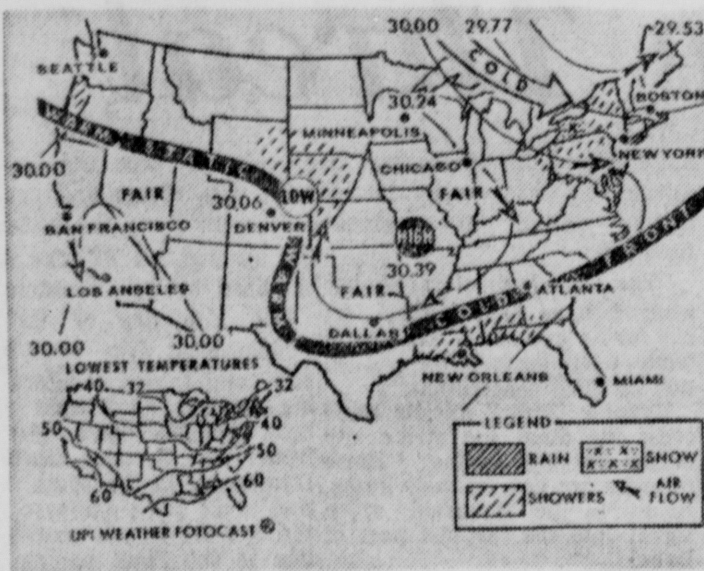 30.00 29.77 29.53
COLD
SEATTLE
BOSTON
30.24
MINNEAPOLIS
NEW YORK
WARM STATION
CHICAGO
30.00
FAIR
LOW
FAIR
30.06
SAN FRANCISCO
DENVER
HIGH
30.39
FRONT
LOS ANGELES
WARM
FAIR
COLD
ATLANTA
DALLAS
30.00
30.00
LOWEST TEMPERATURES
NEW ORLEANS
MIAMI
40 32 32
50 40
50
60 60
LEGEND
RAIN SNOW
SHOWERS AIR FLOW
UPI WEATHER FOTOCAST ®